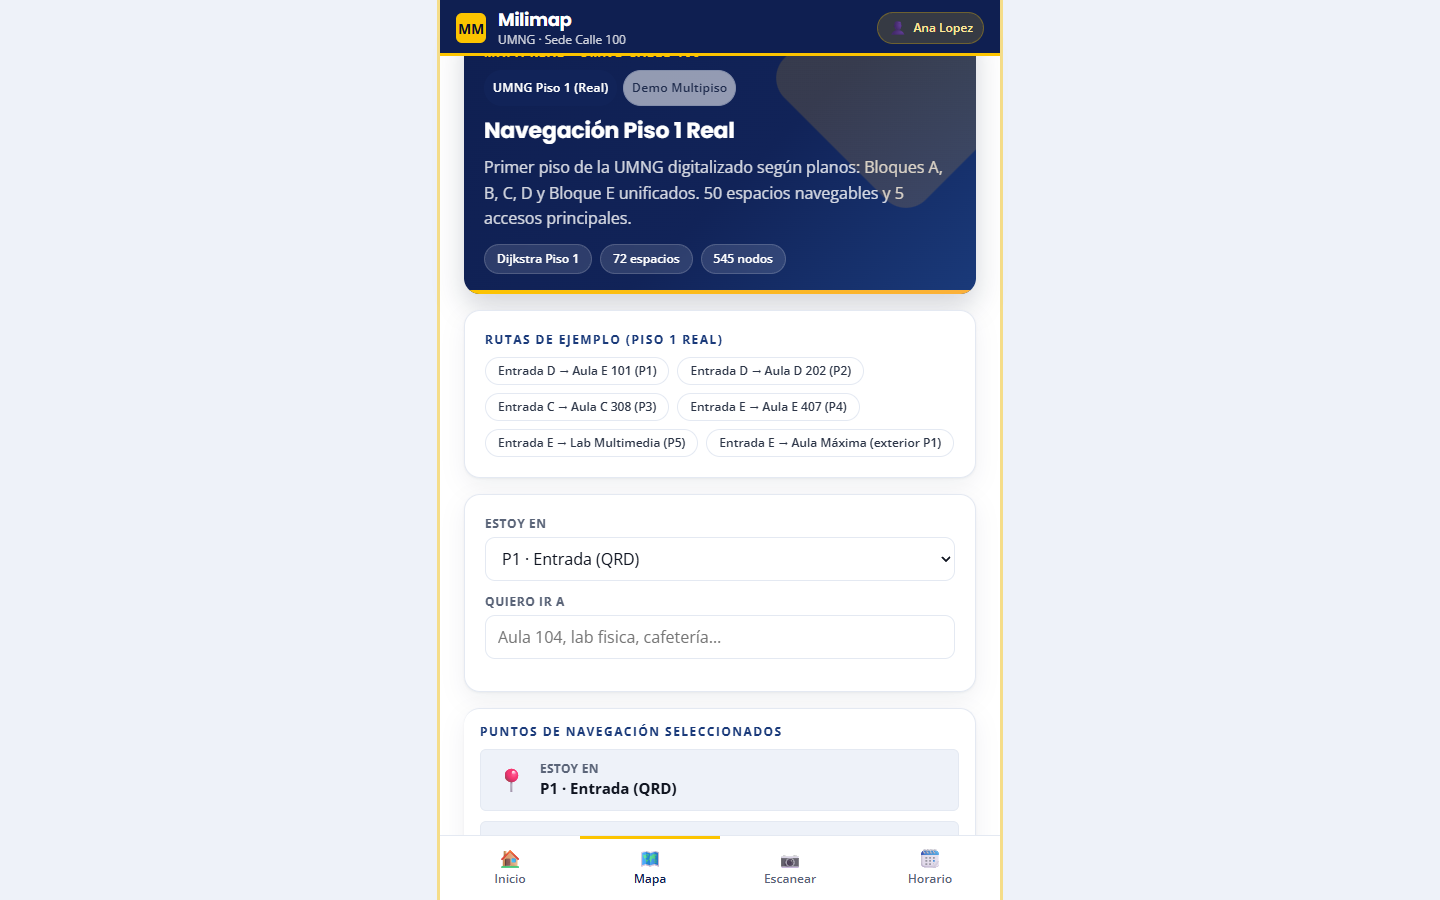 MM
Milimap
UMNG · Sede Calle 100
Ana Lopez
UMNG Piso 1 (Real)
Demo Multipiso
Navegación Piso 1 Real
Primer piso de la UMNG digitalizado según planos: Bloques A,
B, C, D y Bloque E unificados. 50 espacios navegables y 5
accesos principales.
Dijkstra Piso 1
72 espacios
545 nodos
RUTAS DE EJEMPLO (PISO 1 REAL)
Entrada D → Aula E 101 (P1)
Entrada D → Aula D 202 (P2)
Entrada C → Aula C 308 (P3)
Entrada E → Aula E 407 (P4)
Entrada E → Lab Multimedia (P5)
Entrada E → Aula Máxima (exterior P1)
ESTOY EN
P1 · Entrada (QRD)
QUIERO IR A
Aula 104, lab fisica, cafetería...
PUNTOS DE NAVEGACIÓN SELECCIONADOS
ESTOY EN
P1 · Entrada (QRD)
Inicio
Mapa
Escanear
Horario